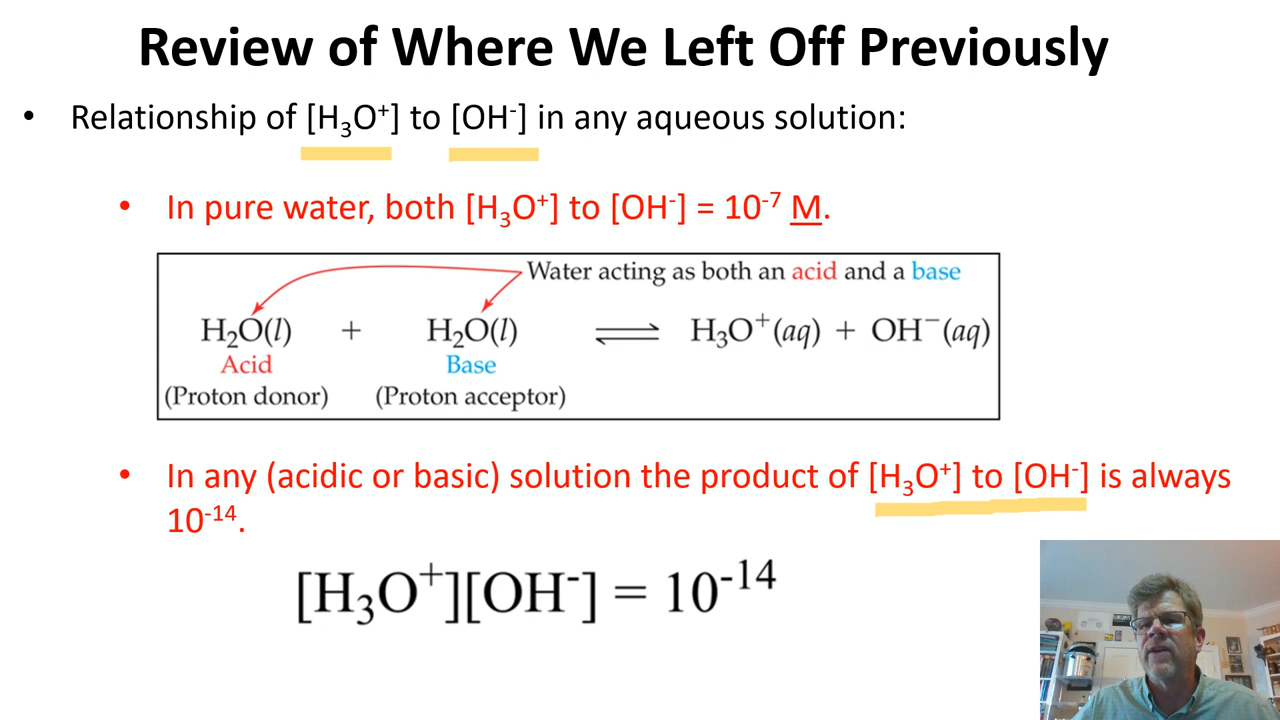 Review of Where We Left Off Previously
• Relationship of [H₃O⁺] to [OH⁻] in any aqueous solution:
• In pure water, both [H₃O⁺] to [OH⁻] = 10⁻⁷ M.
Water acting as both an acid and a base
H₂O(l) + H₂O(l) ⇌ H₃O⁺(aq) + OH⁻(aq)
Acid Base
(Proton donor) (Proton acceptor)
• In any (acidic or basic) solution the product of [H₃O⁺] to [OH⁻] is always
10⁻¹⁴.
[H₃O⁺][OH⁻] = 10⁻¹⁴